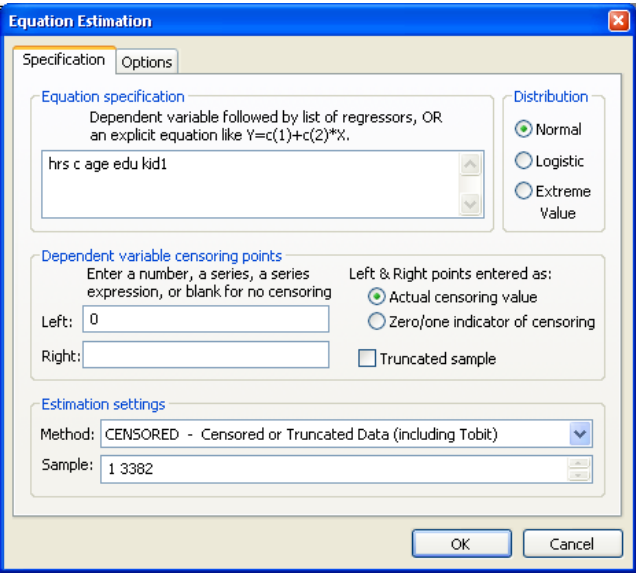 Equation Estimation
Specification
Options
Equation specification
Dependent variable followed by list of regressors, OR
an explicit equation like Y=c(1)+c(2)*X.
hrs c age edu kid1
Distribution
Normal
Logistic
Extreme
Value
Dependent variable censoring points
Enter a number, a series, a series
expression, or blank for no censoring
Left: 0
Right:
Left & Right points entered as:
Actual censoring value
Zero/one indicator of censoring
Truncated sample
Estimation settings
Method: CENSORED - Censored or Truncated Data (including Tobit)
Sample: 1 3382
OK
Cancel